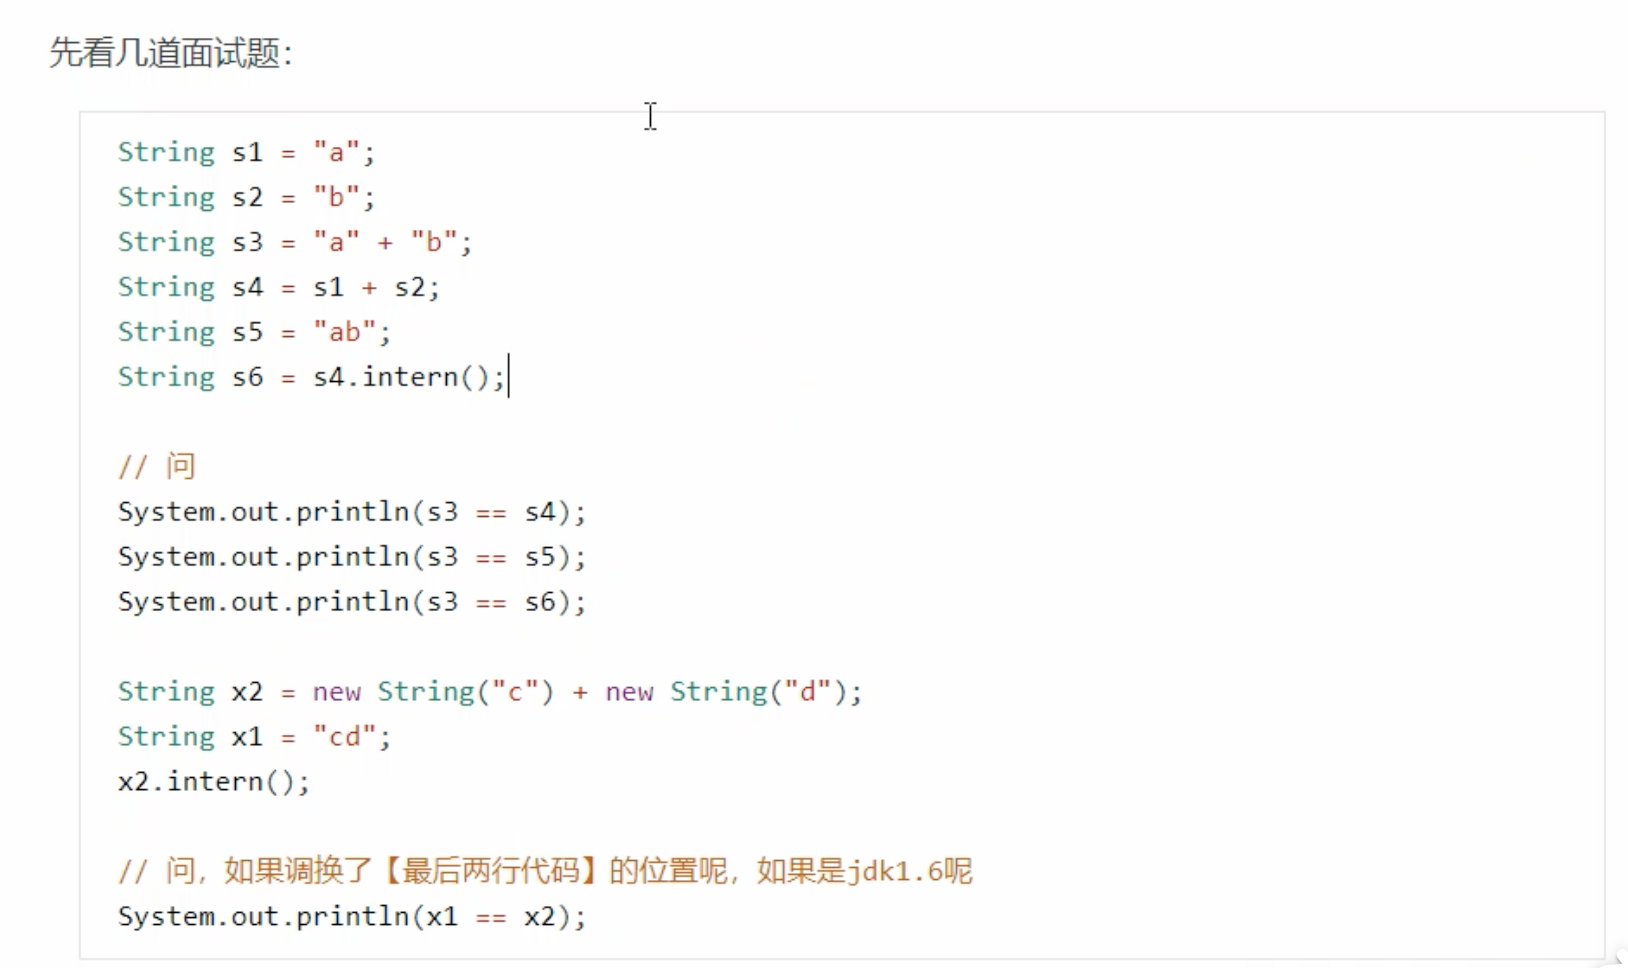 先看几道面试题：
String s1 = "a";
String s2 = "b";
String s3 = "a" + "b";
String s4 = s1 + s2;
String s5 = "ab";
String s6 = s4.intern();
// 问
System.out.println(s3 == s4);
System.out.println(s3 == s5);
System.out.println(s3 == s6);
String x2 = new String("c") + new String("d");
String x1 = "cd";
x2.intern();
// 问，如果调换了【最后两行代码】的位置呢，如果是jdk1.6呢
System.out.println(x1 == x2);